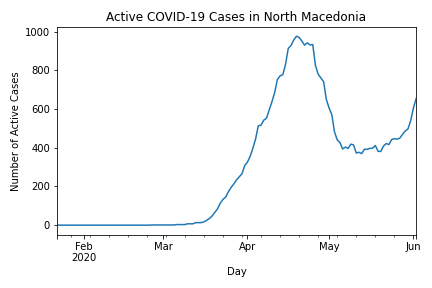 Active COVID-19 Cases in North Macedonia
1000
800
600
400
200
0
Number of Active Cases
Feb
2020
Mar
Apr
May
Jun
Day